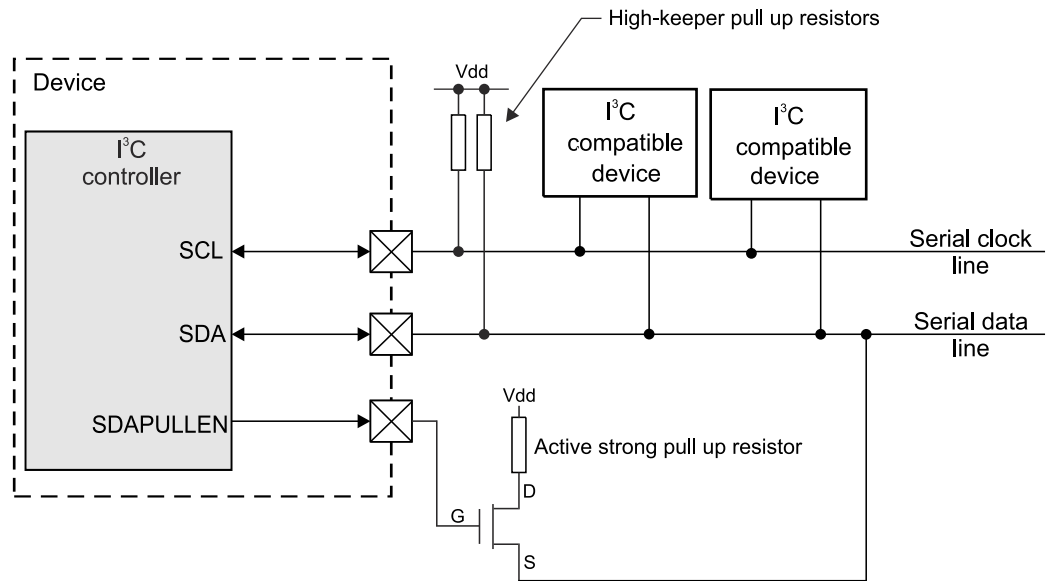 High-keeper pull up resistors
Device
Vdd
I³C
controller
I³C
compatible
device
I³C
compatible
device
SCL
Serial clock
line
SDA
Serial data
line
SDAPULLEN
Vdd
Active strong pull up resistor
D
G
S